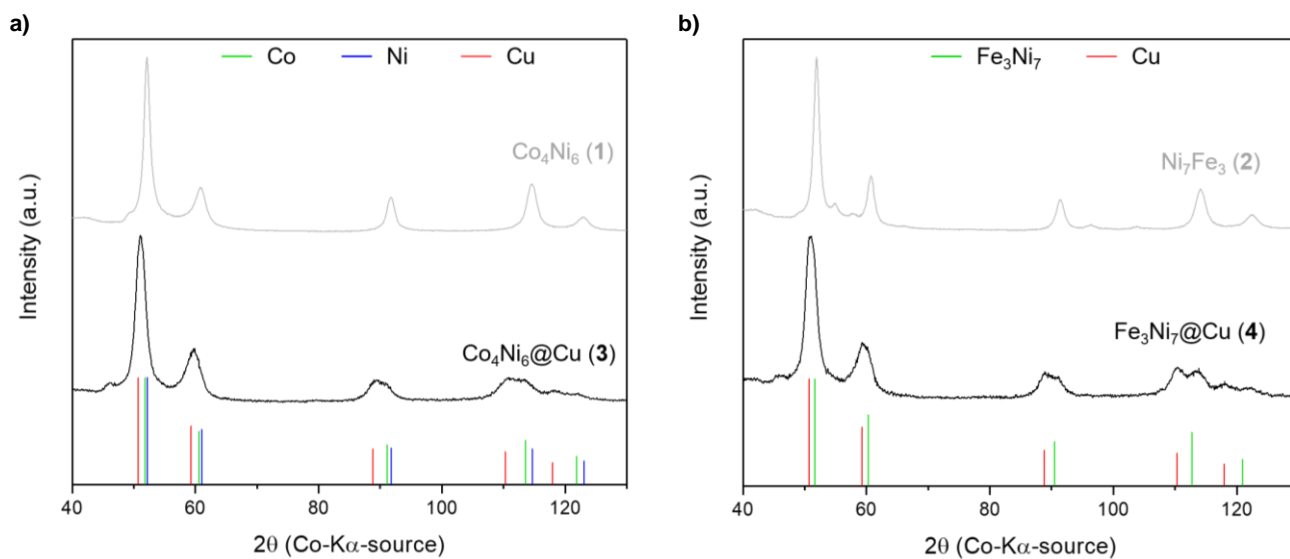 a)
Co Ni Cu
Co₄Ni₆ (1)
Co₄Ni₆@Cu (3)
Intensity (a.u.)
40 60 80 100 120
2θ (Co-Kα-source)
b)
Fe₃Ni₇ Cu
Ni₇Fe₃ (2)
Fe₃Ni₇@Cu (4)
Intensity (a.u.)
40 60 80 100 120
2θ (Co-Kα-source)